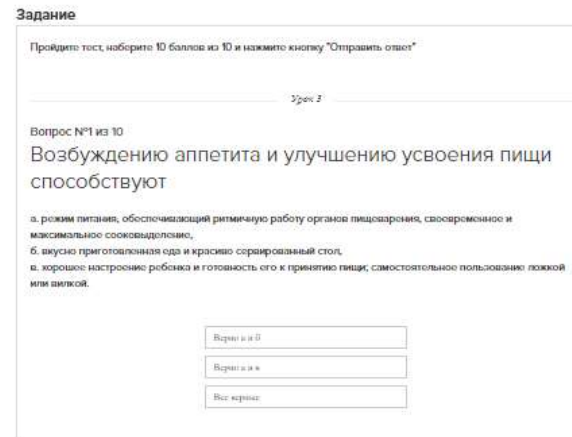 Задание
Пройдите тест, наберите 10 баллов из 10 и нажмите кнопку "Отправить ответ"
Урок 3
Вопрос №1 из 10
Возбуждению аппетита и улучшению усвоения пищи
способствуют
а. режим питания, обеспечивающий ритмичную работу органов пищеварения, своевременное и
максимальное соковыделение,
б. вкусно приготовленная еда и красиво сервированный стол,
в. хорошее настроение ребенка и готовность его к принятию пищи; самостоятельное пользование ложкой
или вилкой.
Верно а и б
Верно а и в
Все верные